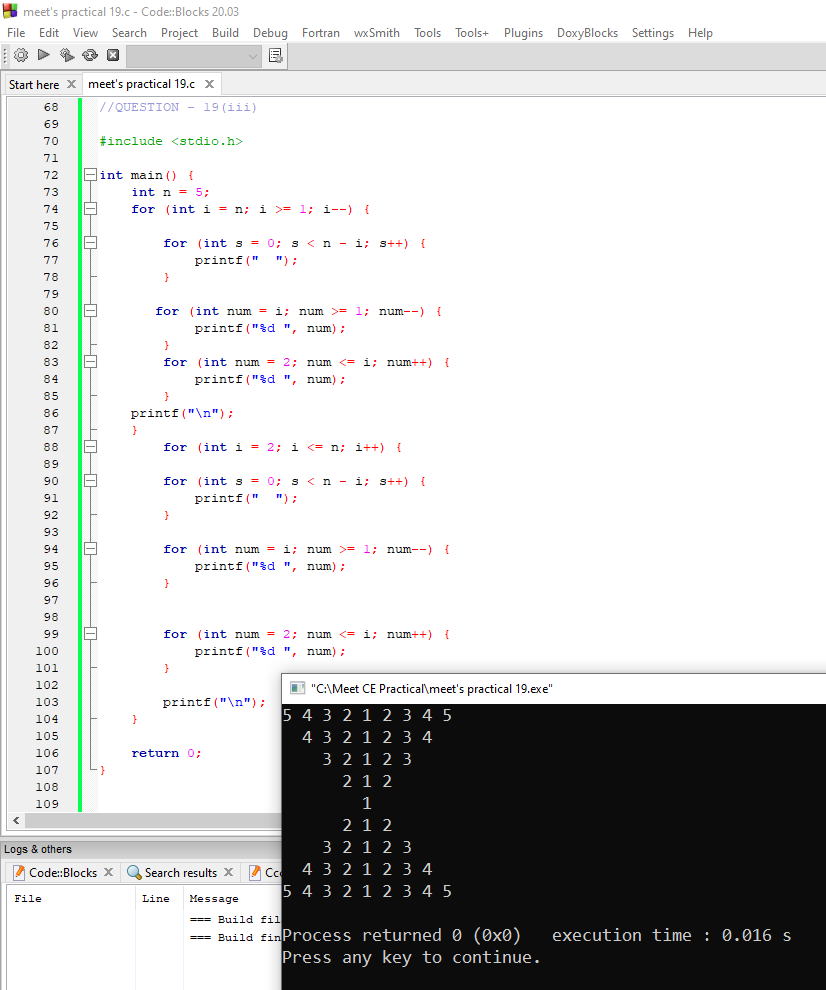 meet's practical 19.c - Code::Blocks 20.03
File Edit View Search Project Build Debug Fortran wxSmith Tools Tools+ Plugins DoxyBlocks Settings Help
Start here X meet's practical 19.c X
68 //QUESTION - 19(iii)
69
70 #include <stdio.h>
71
72 int main() {
73 int n = 5;
74 for (int i = n; i >= 1; i--) {
75
76 for (int s = 0; s < n - i; s++) {
77 printf("  ");
78 }
79
80 for (int num = i; num >= 1; num--) {
81 printf("%d ", num);
82 }
83 for (int num = 2; num <= i; num++) {
84 printf("%d ", num);
85 }
86 printf("\n");
87 }
88 for (int i = 2; i <= n; i++) {
89
90 for (int s = 0; s < n - i; s++) {
91 printf("  ");
92 }
93
94 for (int num = i; num >= 1; num--) {
95 printf("%d ", num);
96 }
97
98
99 for (int num = 2; num <= i; num++) {
100 printf("%d ", num);
101 }
102
103 printf("\n");
104 }
105
106 return 0;
107 }
108
109
"C:\Meet CE Practical\meet's practical 19.exe"
5 4 3 2 1 2 3 4 5
4 3 2 1 2 3 4
3 2 1 2 3
2 1 2
1
2 1 2
3 2 1 2 3
4 3 2 1 2 3 4
5 4 3 2 1 2 3 4 5
Process returned 0 (0x0)   execution time : 0.016 s
Press any key to continue.
Logs & others
Code::Blocks X Search results X
File Line Message
=== Build fil
=== Build fin